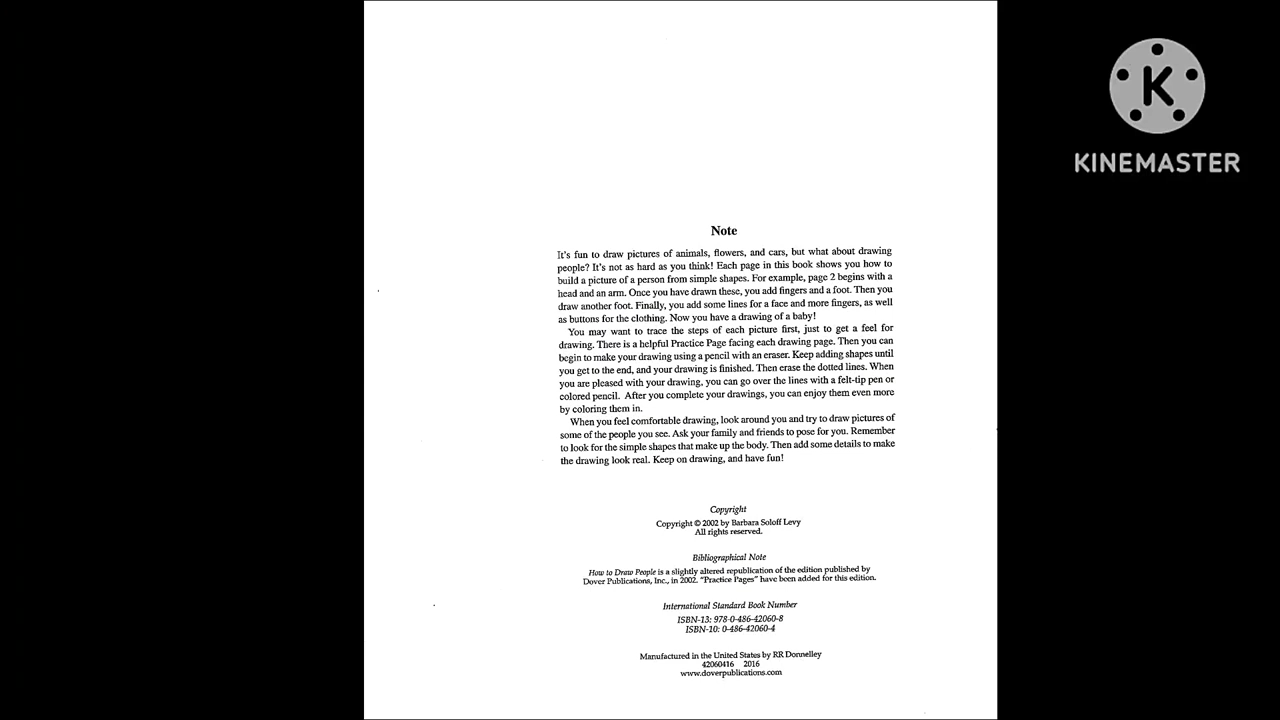 Note
It's fun to draw pictures of animals, flowers, and cars, but what about drawing
people? It's not as hard as you think! Each page in this book shows you how to
build a picture of a person from simple shapes. For example, page 2 begins with a
head and an arm. Once you have drawn these, you add fingers and a foot. Then you
draw another foot. Finally, you add some lines for a face and more fingers, as well
as buttons for the clothing. Now you have a drawing of a baby!
You may want to trace the steps of each picture first, just to get a feel for
drawing. There is a helpful Practice Page facing each drawing page. Then you can
begin to make your drawing using a pencil with an eraser. Keep adding shapes until
you get to the end, and your drawing is finished. Then erase the dotted lines. When
you are pleased with your drawing, you can go over the lines with a felt-tip pen or
colored pencil. After you complete your drawings, you can enjoy them even more
by coloring them in.
When you feel comfortable drawing, look around you and try to draw pictures of
some of the people you see. Ask your family and friends to pose for you. Remember
to look for the simple shapes that make up the body. Then add some details to make
the drawing look real. Keep on drawing, and have fun!
Copyright
Copyright © 2002 by Barbara Soloff Levy
All rights reserved.
Bibliographical Note
How to Draw People is a slightly altered republication of the edition published by
Dover Publications, Inc., in 2002. "Practice Pages" have been added for this edition.
International Standard Book Number
ISBN-13: 978-0-486-42060-8
ISBN-10: 0-486-42060-4
Manufactured in the United States by RR Donnelley
42060416 2016
www.doverpublications.com
K
KINEMASTER